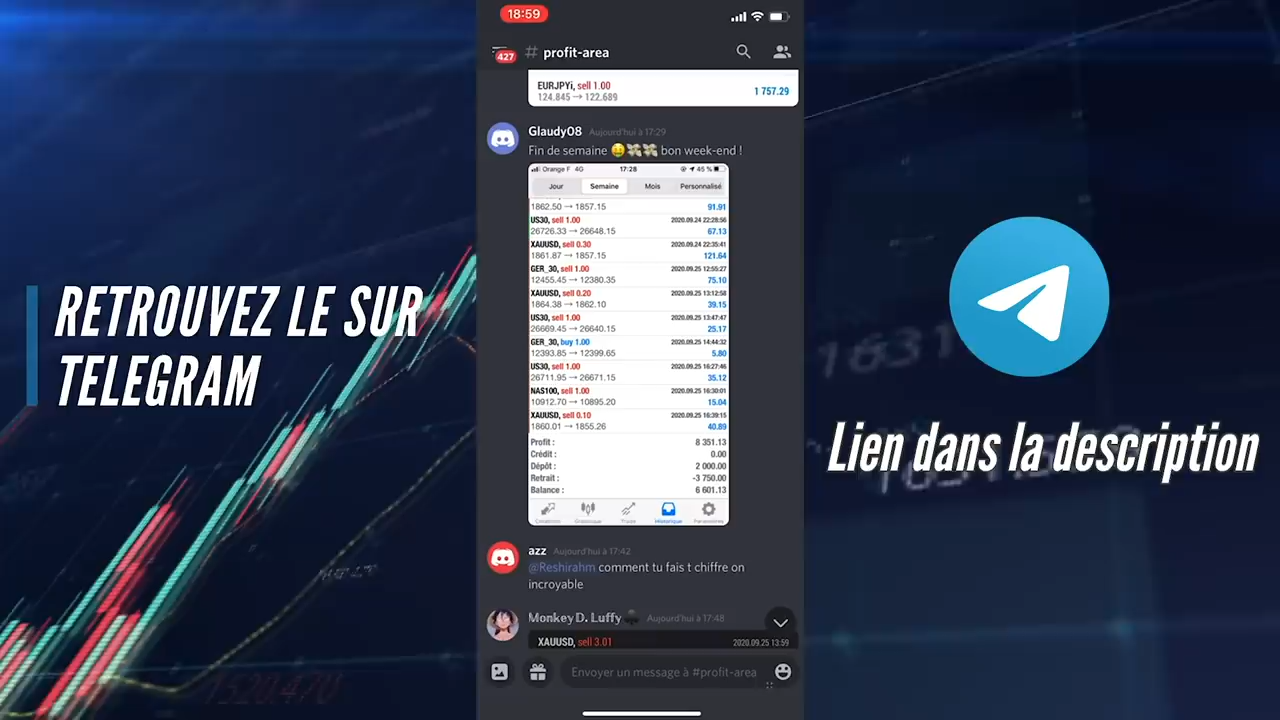 RETROUVEZ LE SUR
TELEGRAM
18:59
427
# profit-area
EURJPYi, sell 1.00
124.845 → 122.689
1 757.29
Glaudy08 Aujourd'hui à 17:29
Fin de semaine 🤑💸💸 bon week-end !
Orange F 4G 17:28 45 %
Jour Semaine Mois Personnalisé
1862.50 → 1857.15 91.91
US30, sell 1.00 2020.09.24 22:28:56
26726.33 → 26648.15 67.13
XAUUSD, sell 0.30 2020.09.24 22:35:41
1861.87 → 1857.15 121.64
GER_30, sell 1.00 2020.09.25 12:55:27
12455.45 → 12380.35 75.10
XAUUSD, sell 0.20 2020.09.25 13:12:58
1864.38 → 1862.10 39.15
US30, sell 1.00 2020.09.25 13:47:47
26669.45 → 26640.15 25.17
GER_30, buy 1.00 2020.09.25 14:44:32
12393.85 → 12399.65 5.80
US30, sell 1.00 2020.09.25 16:27:46
26711.95 → 26671.15 35.12
NAS100, sell 1.00 2020.09.25 16:30:01
10912.70 → 10895.20 15.04
XAUUSD, sell 0.10 2020.09.25 16:39:15
1860.01 → 1855.26 40.89
Profit : 8 351.13
Crédit : 0.00
Dépôt : 2 000.00
Retrait : -3 750.00
Balance : 6 601.13
Historique
azz Aujourd'hui à 17:42
@Reshirahm comment tu fais t chiffre on
incroyable
Monkey D. Luffy Aujourd'hui à 17:48
XAUUSD, sell 3.01 2020.09.25 13:59
Envoyer un message à #profit-area
Lien dans la description